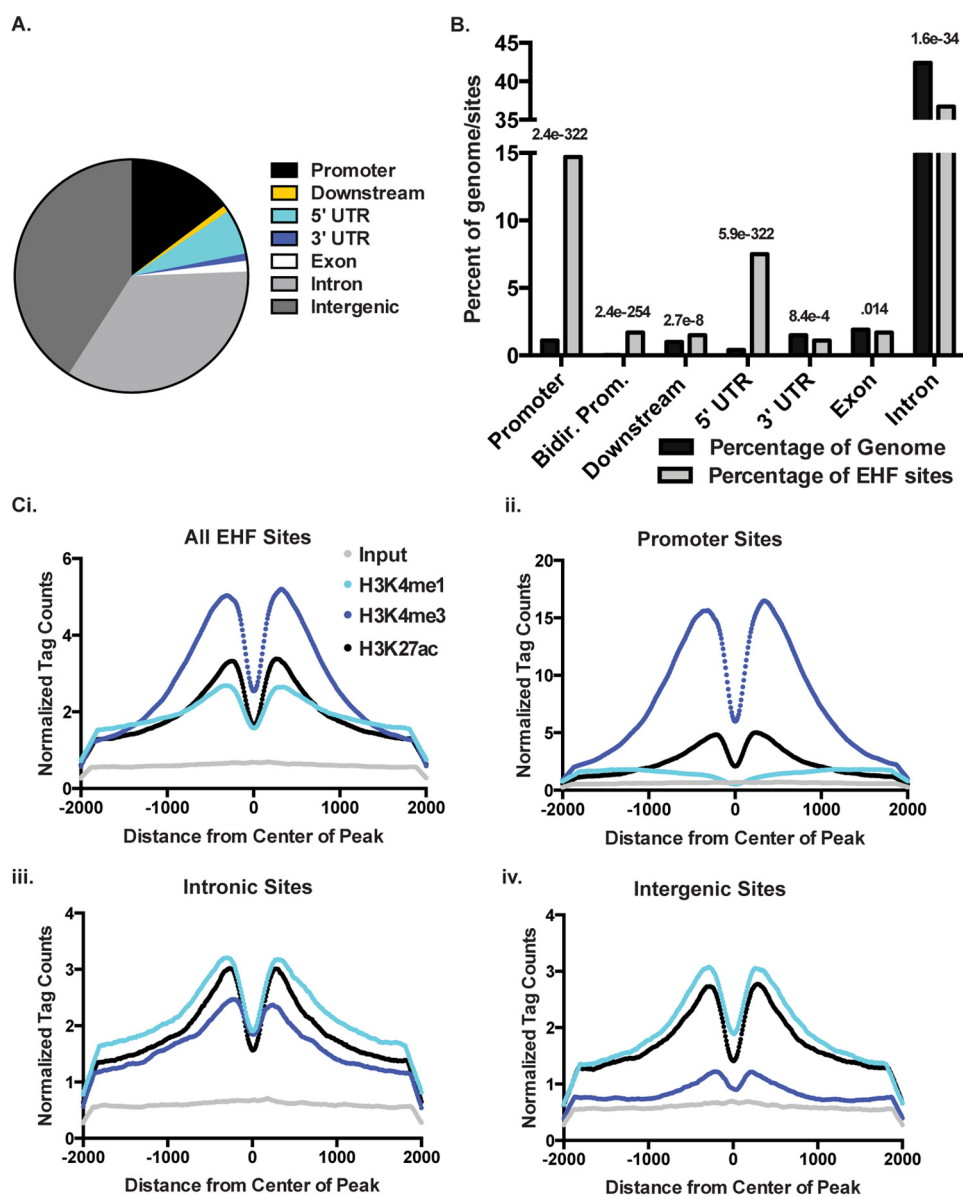 A.
Promoter
Downstream
5' UTR
3' UTR
Exon
Intron
Intergenic
B.
Percent of genome/sites
45
40
35
15
10
5
0
2.4e-322
2.4e-254
2.7e-8
5.9e-322
8.4e-4
.014
1.6e-34
Promoter
Bidir. Prom.
Downstream
5' UTR
3' UTR
Exon
Intron
Percentage of Genome
Percentage of EHF sites
Ci.
All EHF Sites
Normalized Tag Counts
6
4
2
0
-2000 -1000 0 1000 2000
Distance from Center of Peak
Input
H3K4me1
H3K4me3
H3K27ac
ii.
Promoter Sites
Normalized Tag Counts
20
15
10
5
0
-2000 -1000 0 1000 2000
Distance from Center of Peak
iii.
Intronic Sites
Normalized Tag Counts
4
3
2
1
0
-2000 -1000 0 1000 2000
Distance from Center of Peak
iv.
Intergenic Sites
Normalized Tag Counts
4
3
2
1
0
-2000 -1000 0 1000 2000
Distance from Center of Peak